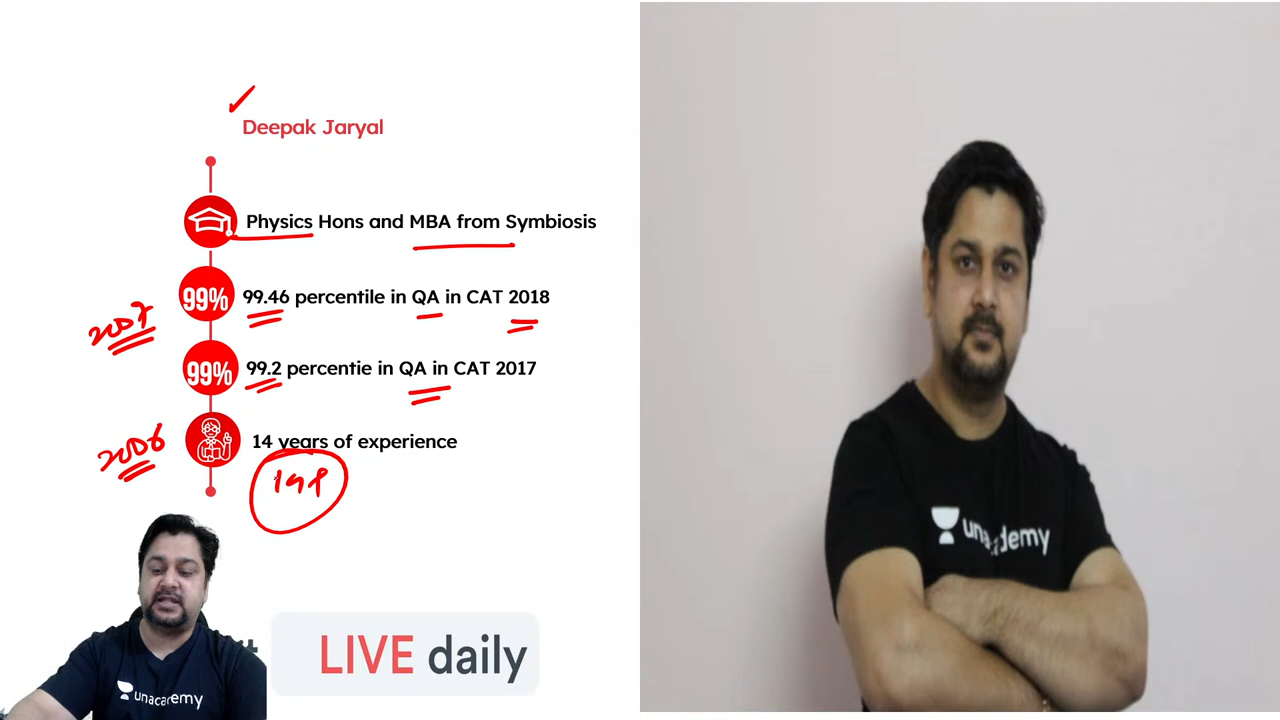 Deepak Jaryal
Physics Hons and MBA from Symbiosis
99% 99.46 percentile in QA in CAT 2018
2007
99% 99.2 percentie in QA in CAT 2017
2006
14 years of experience
LIVE daily
unacademy
unacademy